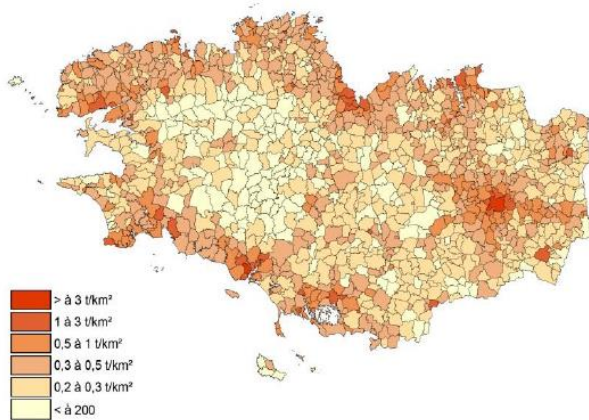 > à 3 t/km²
1 à 3 t/km²
0,5 à 1 t/km²
0,3 à 0,5 t/km²
0,2 à 0,3 t/km²
< à 200